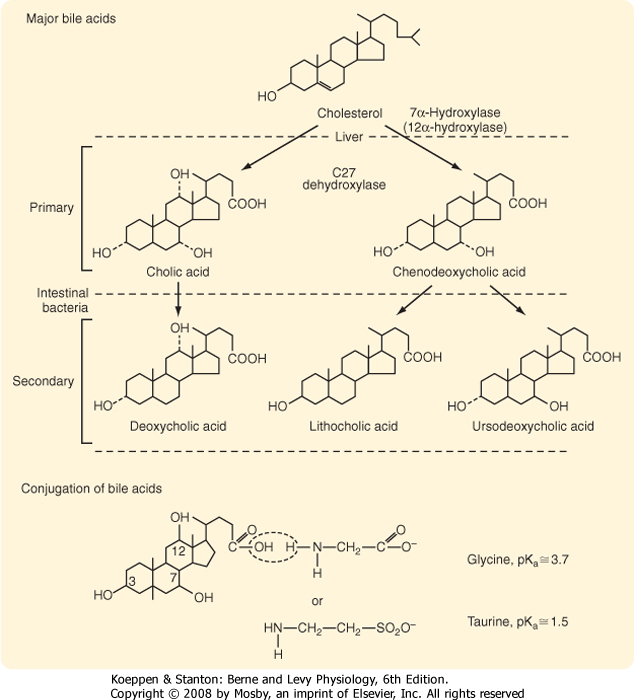 Major bile acids
HO
Cholesterol
7α-Hydroxylase
(12α-hydroxylase)
Liver
Primary
OH
COOH
HO
OH
Cholic acid
C27
dehydroxylase
COOH
HO
OH
Chenodeoxycholic acid
Intestinal
bacteria
Secondary
OH
COOH
HO
Deoxycholic acid
COOH
HO
Lithocholic acid
COOH
HO
OH
Ursodeoxycholic acid
Conjugation of bile acids
OH
O
C—OH
12
3
7
HO
OH
H—N—CH₂—C—O⁻
O
H
Glycine, pKₐ≅3.7
or
HN—CH₂—CH₂—SO₂O⁻
H
Taurine, pKₐ≅1.5
Koeppen & Stanton: Berne and Levy Physiology, 6th Edition.
Copyright © 2008 by Mosby, an imprint of Elsevier, Inc. All rights reserved